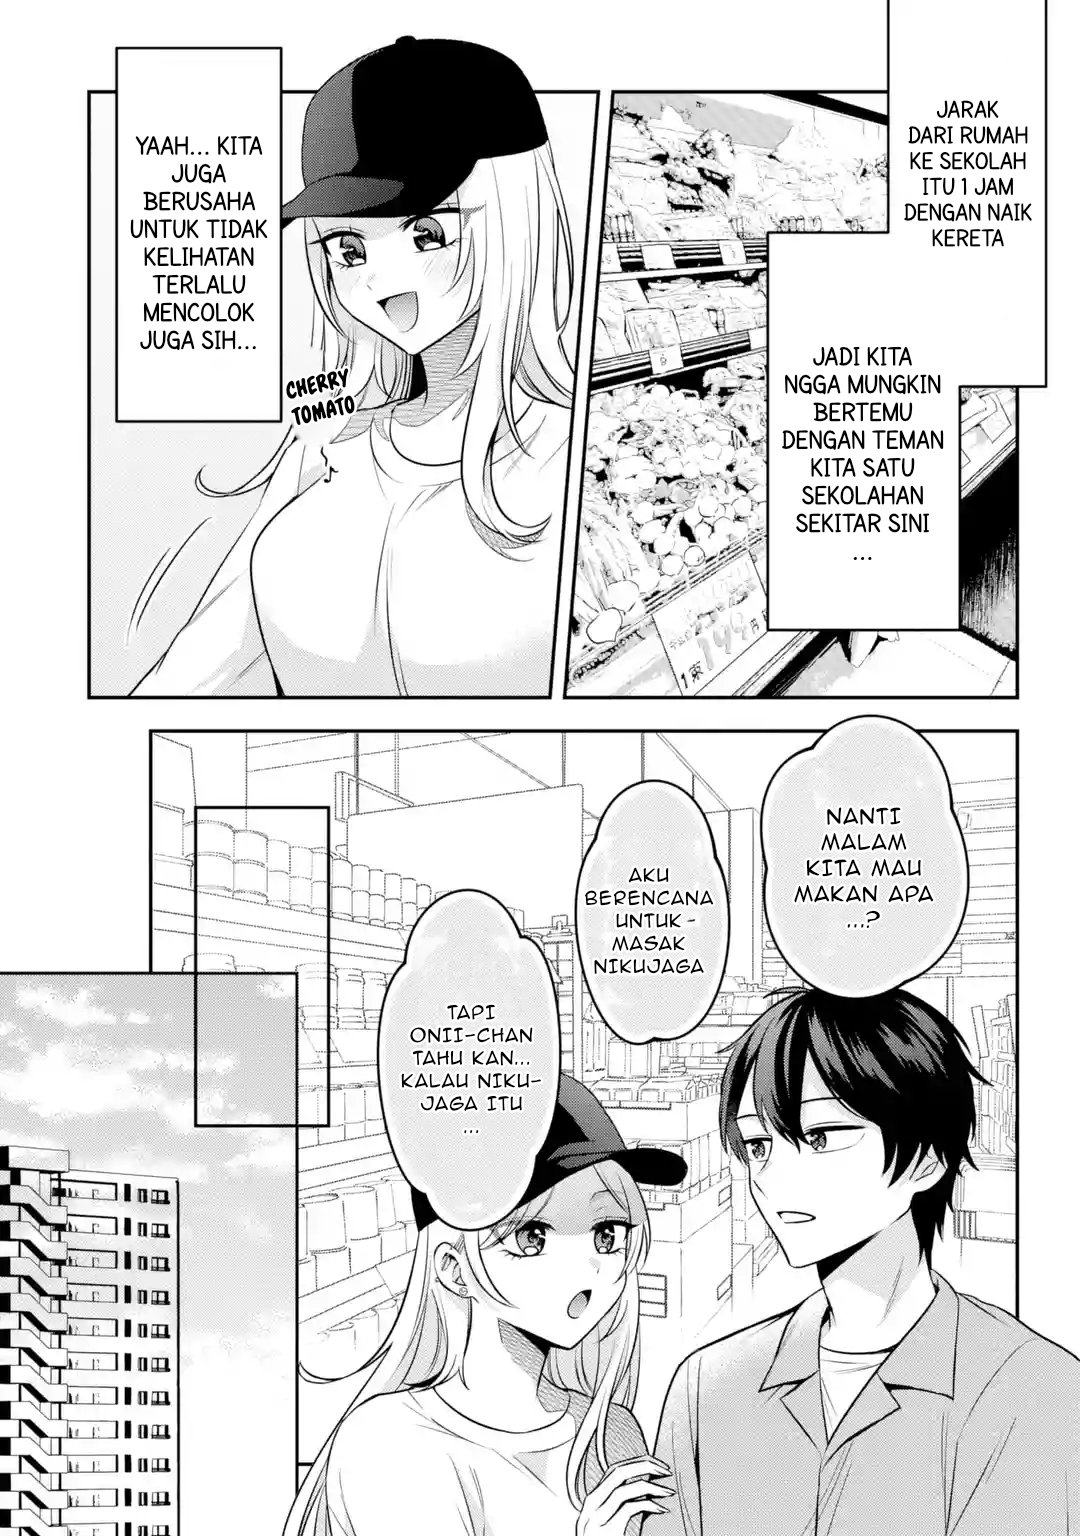 JARAK
DARI RUMAH
KE SEKOLAH
ITU 1 JAM
DENGAN NAIK
KERETA
JADI KITA
NGGA MUNGKIN
BERTEMU
DENGAN TEMAN
KITA SATU
SEKOLAHAN
SEKITAR SINI
...
YAAH... KITA
JUGA
BERUSAHA
UNTUK TIDAK
KELIHATAN
TERLALU
MENCOLOK
JUGA SIH...
CHERRY
TOMATO
NANTI
MALAM
KITA MAU
MAKAN APA
...?
AKU
BERENCANA
UNTUK -
MASAK
NIKUJAGA
TAPI
ONII-CHAN
TAHU KAN...
KALAU NIKU-
JAGA ITU
...